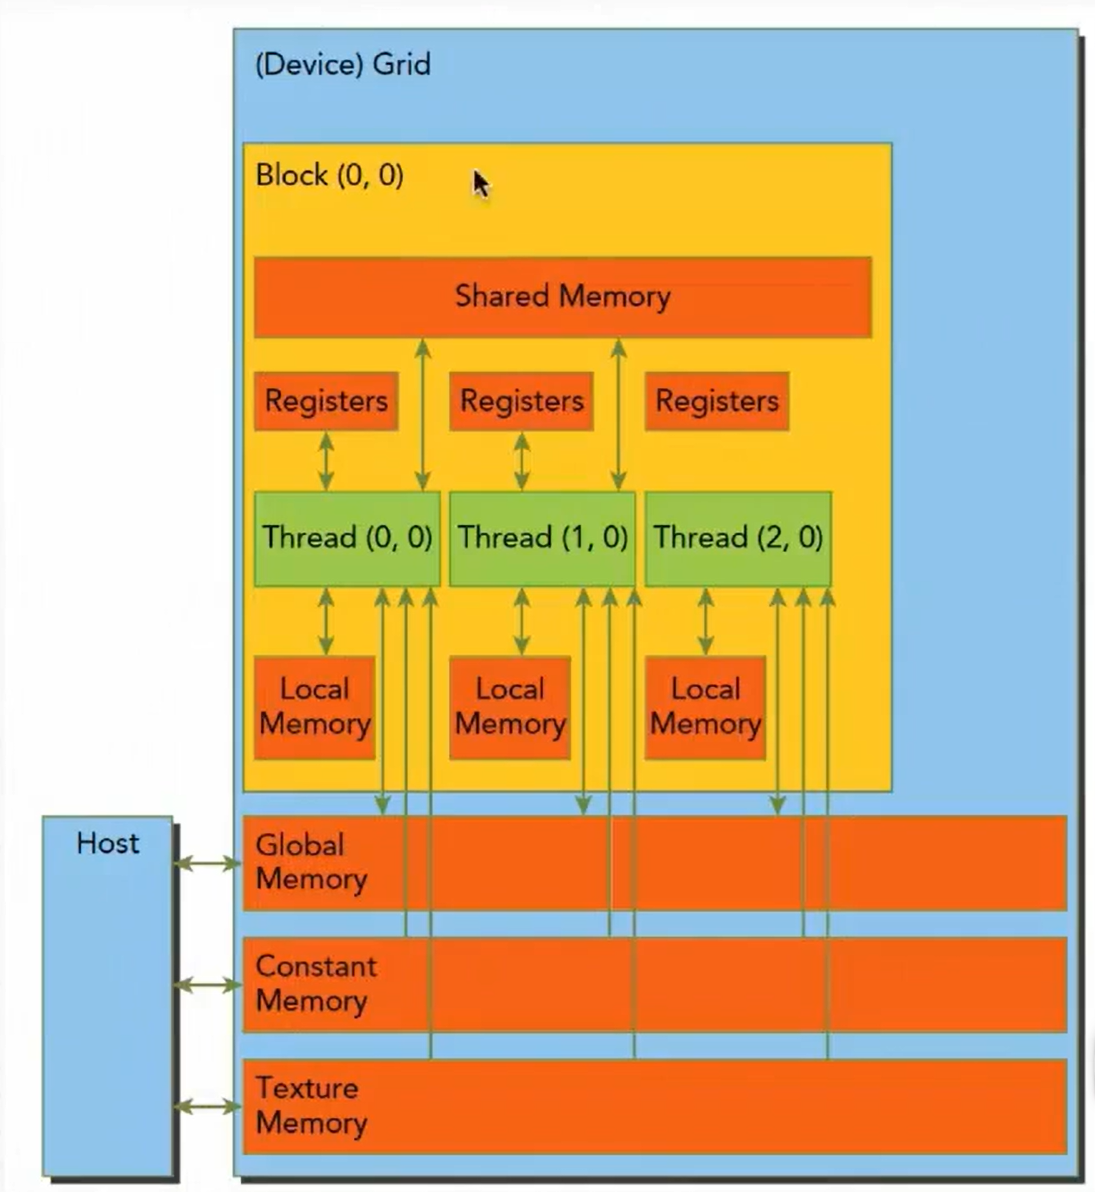 (Device) Grid
Block (0, 0)
Shared Memory
Registers
Registers
Registers
Thread (0, 0)
Thread (1, 0)
Thread (2, 0)
Local
Memory
Local
Memory
Local
Memory
Host
Global
Memory
Constant
Memory
Texture
Memory